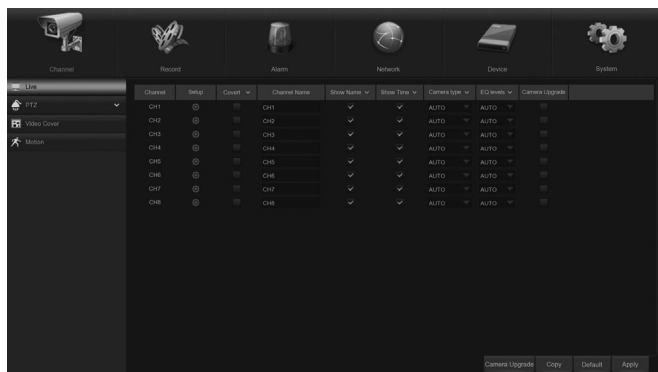 Channel Record Alarm Network Device System
Live
PTZ
Video Cover
Motion
Channel Setup Covert Channel Name Show Name Show Time Camera type EQ levels Camera Upgrade
CH1 CH1 AUTO AUTO
CH2 CH2 AUTO AUTO
CH3 CH3 AUTO AUTO
CH4 CH4 AUTO AUTO
CH5 CH5 AUTO AUTO
CH6 CH6 AUTO AUTO
CH7 CH7 AUTO AUTO
CH8 CH8 AUTO AUTO
Camera Upgrade Copy Default Apply